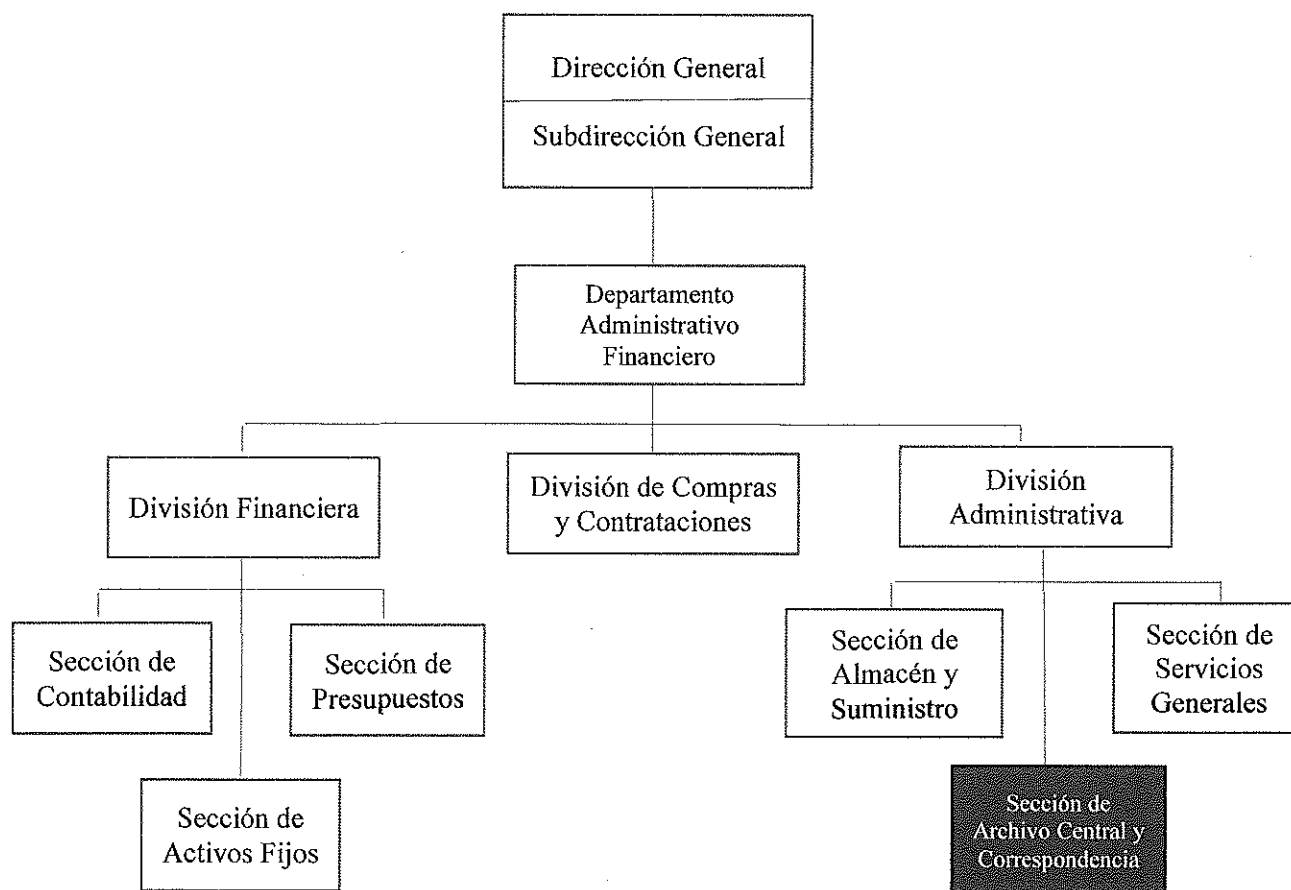 Dirección General
Subdirección General
Departamento
Administrativo
Financiero
División Financiera
División de Compras
y Contrataciones
División
Administrativa
Sección de
Contabilidad
Sección de
Presupuestos
Sección de
Almacén y
Suministro
Sección de
Servicios
Generales
Sección de
Activos Fijos
Sección de
Archivo Central y
Correspondencia